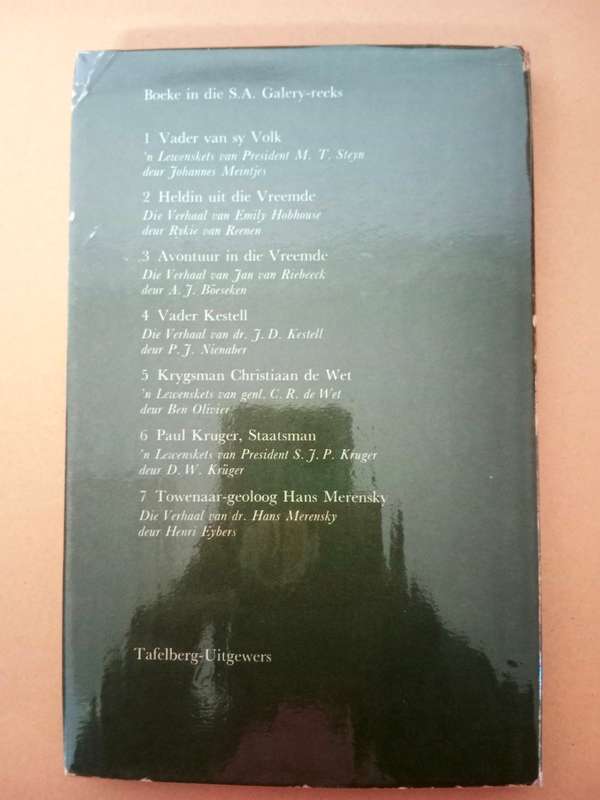 Boeke in die S.A. Galery-reeks
1 Vader van sy Volk
'n Lewenskets van President M. T. Steyn
deur Johannes Meintjes
2 Heldin uit die Vreemde
Die Verhaal van Emily Hobhouse
deur Rykie van Reenen
3 Avontuur in die Vreemde
Die Verhaal van Jan van Riebeeck
deur A. J. Böeseken
4 Vader Kestell
Die Verhaal van dr. J. D. Kestell
deur P. J. Nienaber
5 Krygsman Christiaan de Wet
'n Lewenskets van genl. C. R. de Wet
deur Ben Olivier
6 Paul Kruger, Staatsman
'n Lewenskets van President S. J. P. Kruger
deur D. W. Krüger
7 Towenaar-geoloog Hans Merensky
Die Verhaal van dr. Hans Merensky
deur Henri Eybers
Tafelberg-Uitgewers